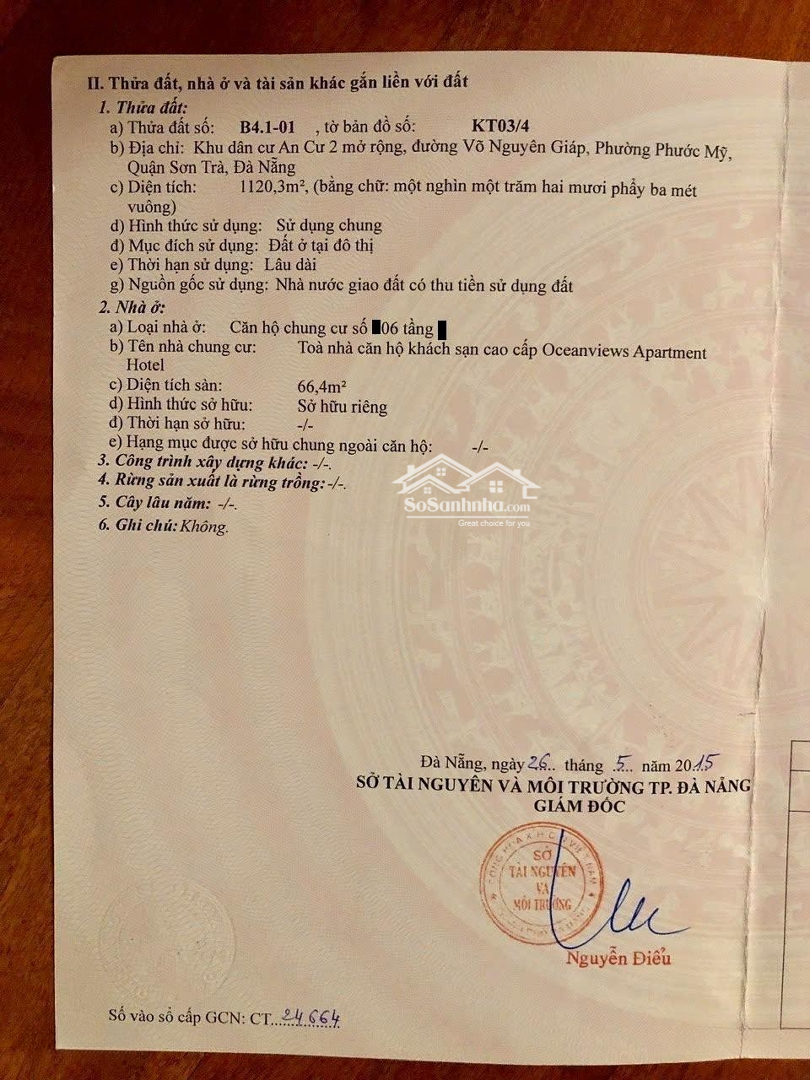 II. Thửa đất, nhà ở và tài sản khác gắn liền với đất
1. Thửa đất:
a) Thửa đất số: B4.1-01 , tờ bản đồ số: KT03/4
b) Địa chỉ: Khu dân cư An Cư 2 mở rộng, đường Võ Nguyên Giáp, Phường Phước Mỹ,
Quận Sơn Trà, Đà Nẵng
c) Diện tích: 1120,3m², (bằng chữ: một nghìn một trăm hai mươi phẩy ba mét
vuông)
d) Hình thức sử dụng: Sử dụng chung
đ) Mục đích sử dụng: Đất ở tại đô thị
e) Thời hạn sử dụng: Lâu dài
g) Nguồn gốc sử dụng: Nhà nước giao đất có thu tiền sử dụng đất
2. Nhà ở:
a) Loại nhà ở: Căn hộ chung cư số 06 tầng
b) Tên nhà chung cư: Toà nhà căn hộ khách sạn cao cấp Oceanviews Apartment
Hotel
c) Diện tích sàn: 66,4m²
d) Hình thức sở hữu: Sở hữu riêng
đ) Thời hạn sở hữu: -/-
e) Hạng mục được sở hữu chung ngoài căn hộ: -/-
3. Công trình xây dựng khác: -/-.
4. Rừng sản xuất là rừng trồng: -/-.
5. Cây lâu năm: -/-.
6. Ghi chú: Không.
SoSanhnha.com
Great choice for you
Đà Nẵng, ngày 26.. tháng .5.. năm 2015
SỞ TÀI NGUYÊN VÀ MÔI TRƯỜNG TP. ĐÀ NẴNG
GIÁM ĐỐC
SỞ
TÀI NGUYÊN
VÀ
MÔI TRƯỜNG
Nguyễn Điểu
Số vào sổ cấp GCN: CT..24664